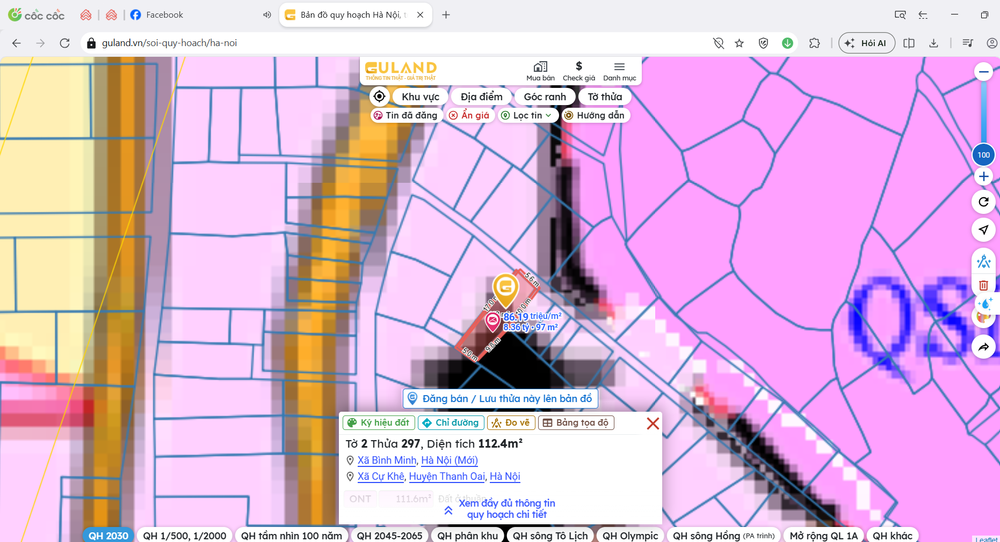 cốc cốc
Facebook
Bản đồ quy hoạch Hà Nội, t
guland.vn/soi-quy-hoach/ha-noi
Hỏi AI
GULAND
THÔNG TIN THẬT - GIÁ TRỊ THẬT
Mua bán
Check giá
Danh mục
Khu vực
Địa điểm
Góc ranh
Tờ thửa
Tin đã đăng
Ẩn giá
Lọc tin
Hướng dẫn
100
5.6 m
86.19 triệu/m²
8.36 tỷ • 97 m²
9.8 m
5.0 m
Đăng bán / Lưu thửa này lên bản đồ
Ký hiệu đất
Chỉ đường
Đo vẽ
Bảng tọa độ
Tờ 2 Thửa 297, Diện tích 112.4m²
Xã Bình Minh, Hà Nội (Mới)
Xã Cự Khê, Huyện Thanh Oai, Hà Nội
ONT 111.6m² Đất ở
Xem đầy đủ thông tin
quy hoạch chi tiết
QH 2030
QH 1/500, 1/2000
QH tầm nhìn 100 năm
QH 2045-2065
QH phân khu
QH sông Tô Lịch
QH Olympic
QH sông Hồng (PA trình)
Mở rộng QL 1A
QH khác
Leaflet